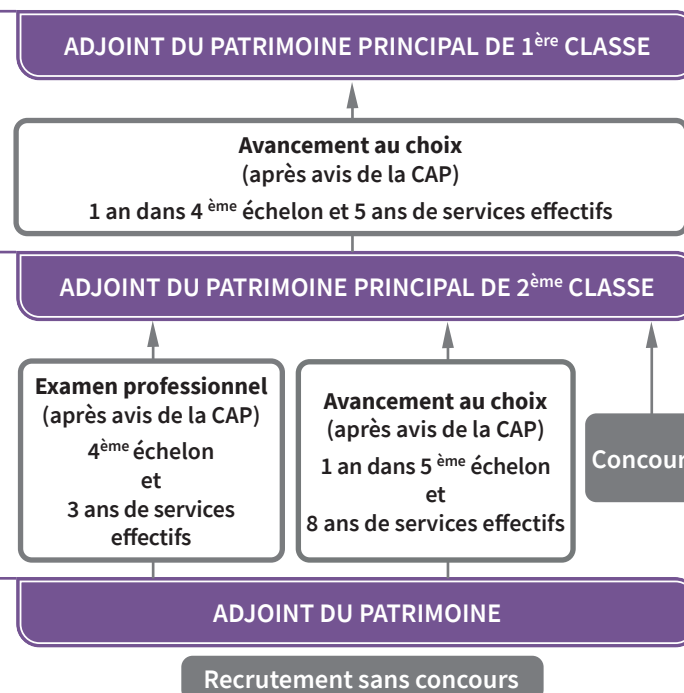 ADJOINT DU PATRIMOINE PRINCIPAL DE 1ère CLASSE
Avancement au choix
(après avis de la CAP)
1 an dans 4 ème échelon et 5 ans de services effectifs
ADJOINT DU PATRIMOINE PRINCIPAL DE 2ème CLASSE
Examen professionnel
(après avis de la CAP)
4ème échelon
et
3 ans de services
effectifs
Avancement au choix
(après avis de la CAP)
1 an dans 5 ème échelon
et
8 ans de services effectifs
Concour
ADJOINT DU PATRIMOINE
Recrutement sans concours